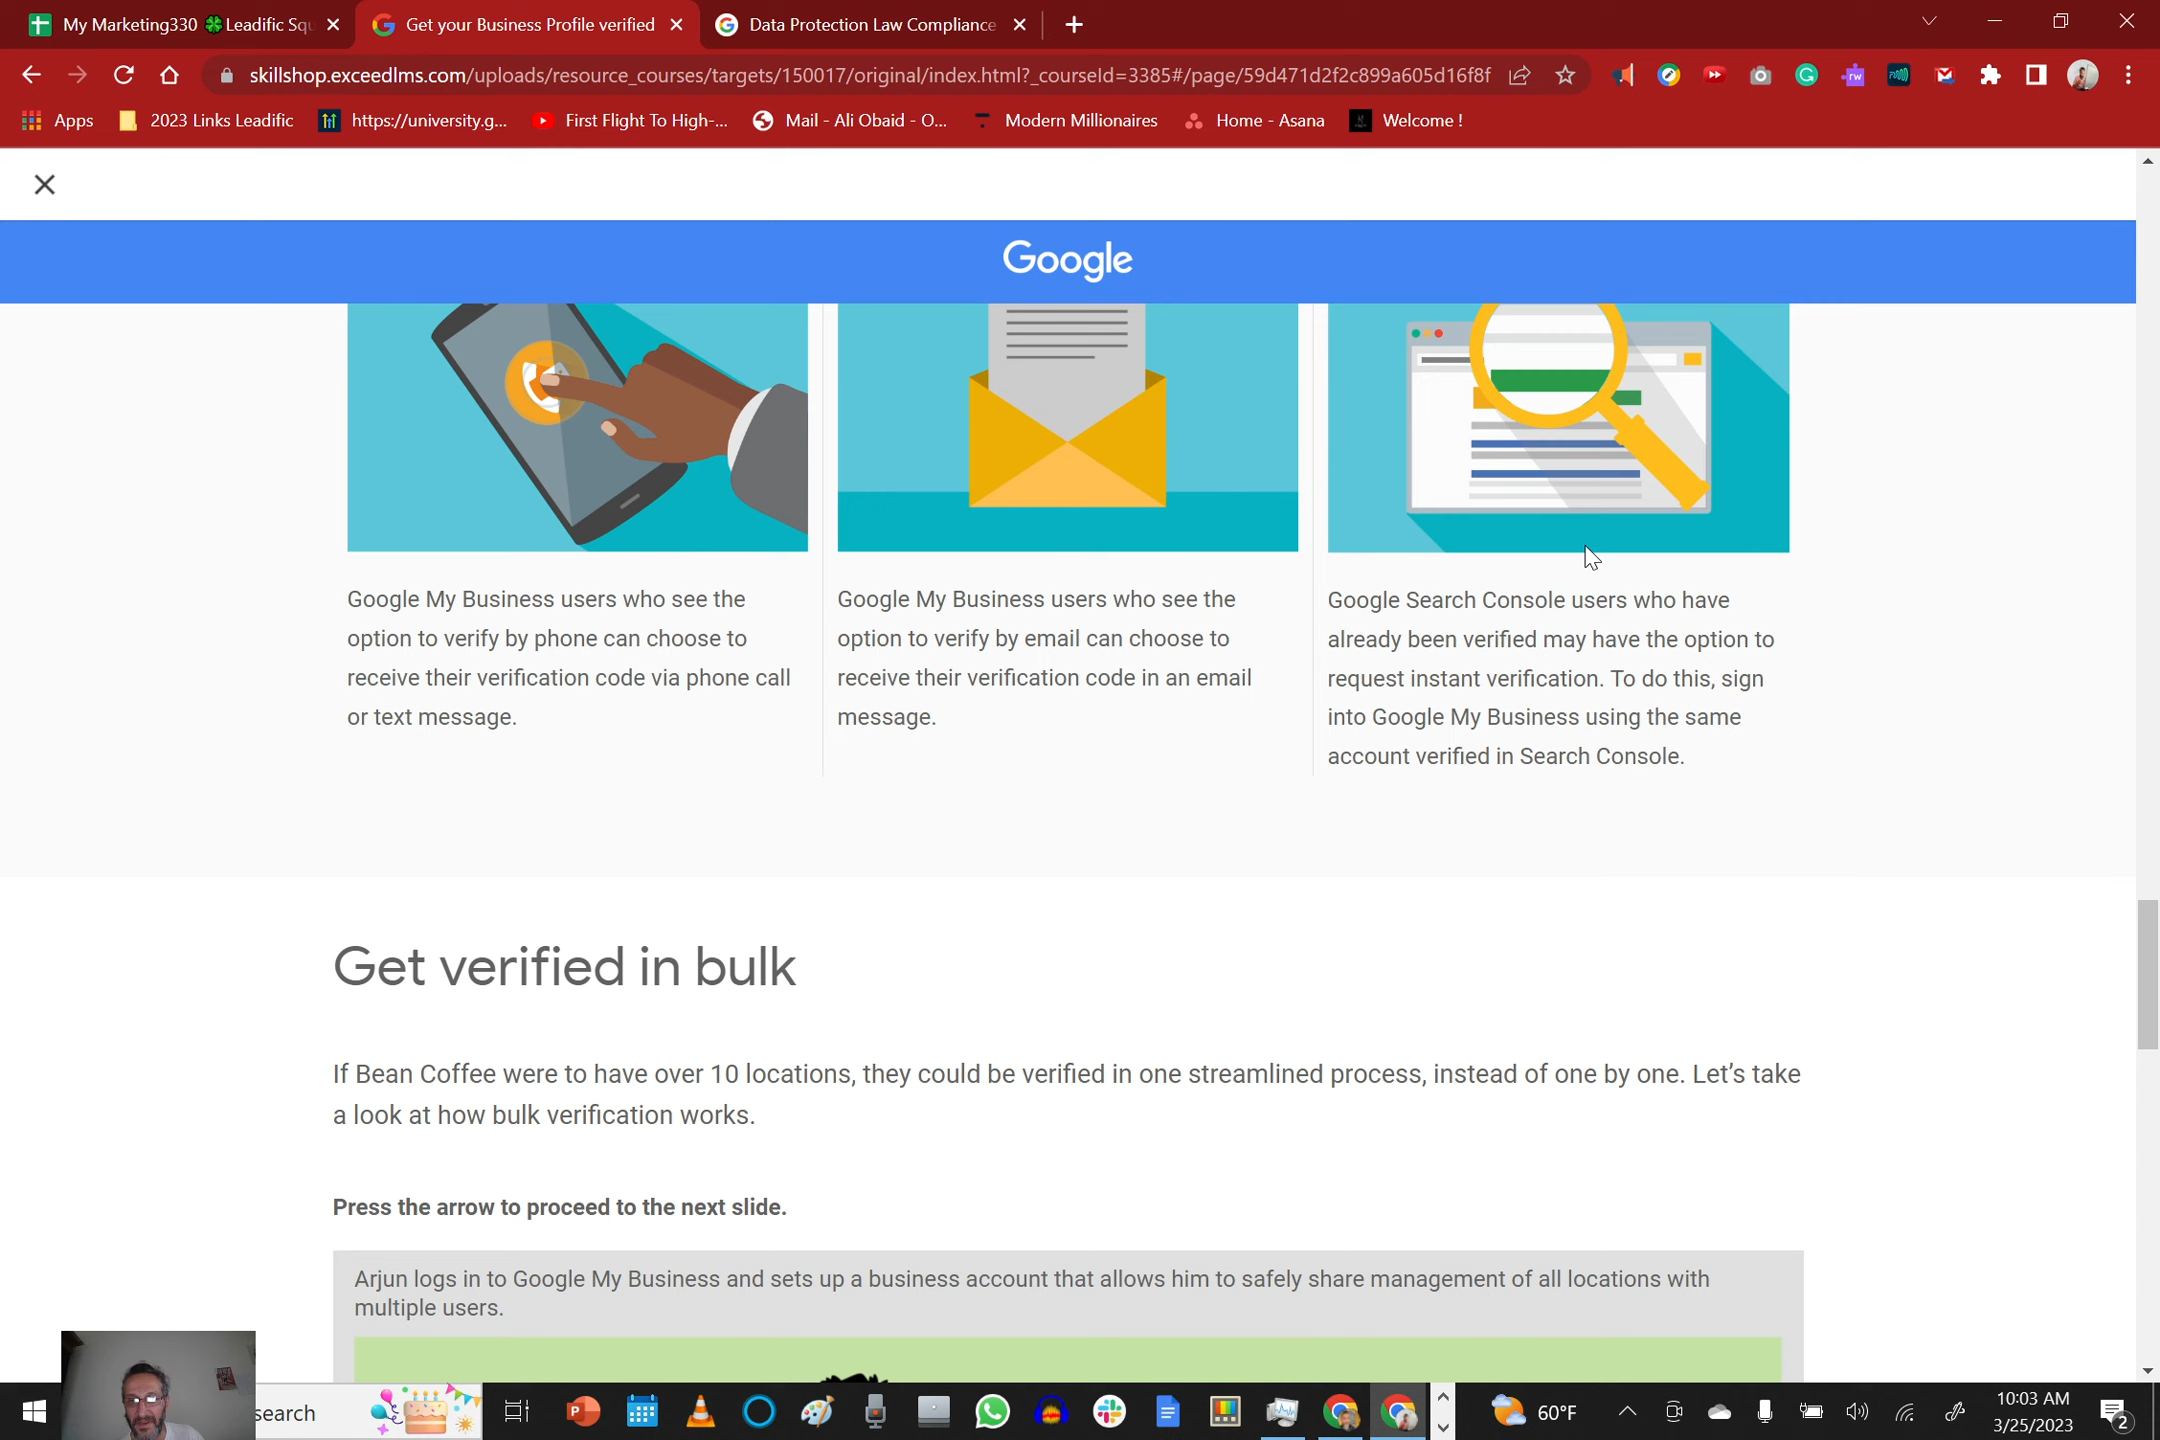 My Marketing330 🍀Leadific Squ
Get your Business Profile verified
Data Protection Law Compliance
skillshop.exceedlms.com/uploads/resource_courses/targets/150017/original/index.html?_courseId=3385#/page/59d471d2f2c899a605d16f8f
Apps
2023 Links Leadific
https://university.g...
First Flight To High-...
Mail - Ali Obaid - O...
Modern Millionaires
Home - Asana
Welcome !
Google
Google My Business users who see the
option to verify by phone can choose to
receive their verification code via phone call
or text message.
Google My Business users who see the
option to verify by email can choose to
receive their verification code in an email
message.
Google Search Console users who have
already been verified may have the option to
request instant verification. To do this, sign
into Google My Business using the same
account verified in Search Console.
Get verified in bulk
If Bean Coffee were to have over 10 locations, they could be verified in one streamlined process, instead of one by one. Let’s take
a look at how bulk verification works.
Press the arrow to proceed to the next slide.
Arjun logs in to Google My Business and sets up a business account that allows him to safely share management of all locations with
multiple users.
search
60°F
10:03 AM
3/25/2023
2